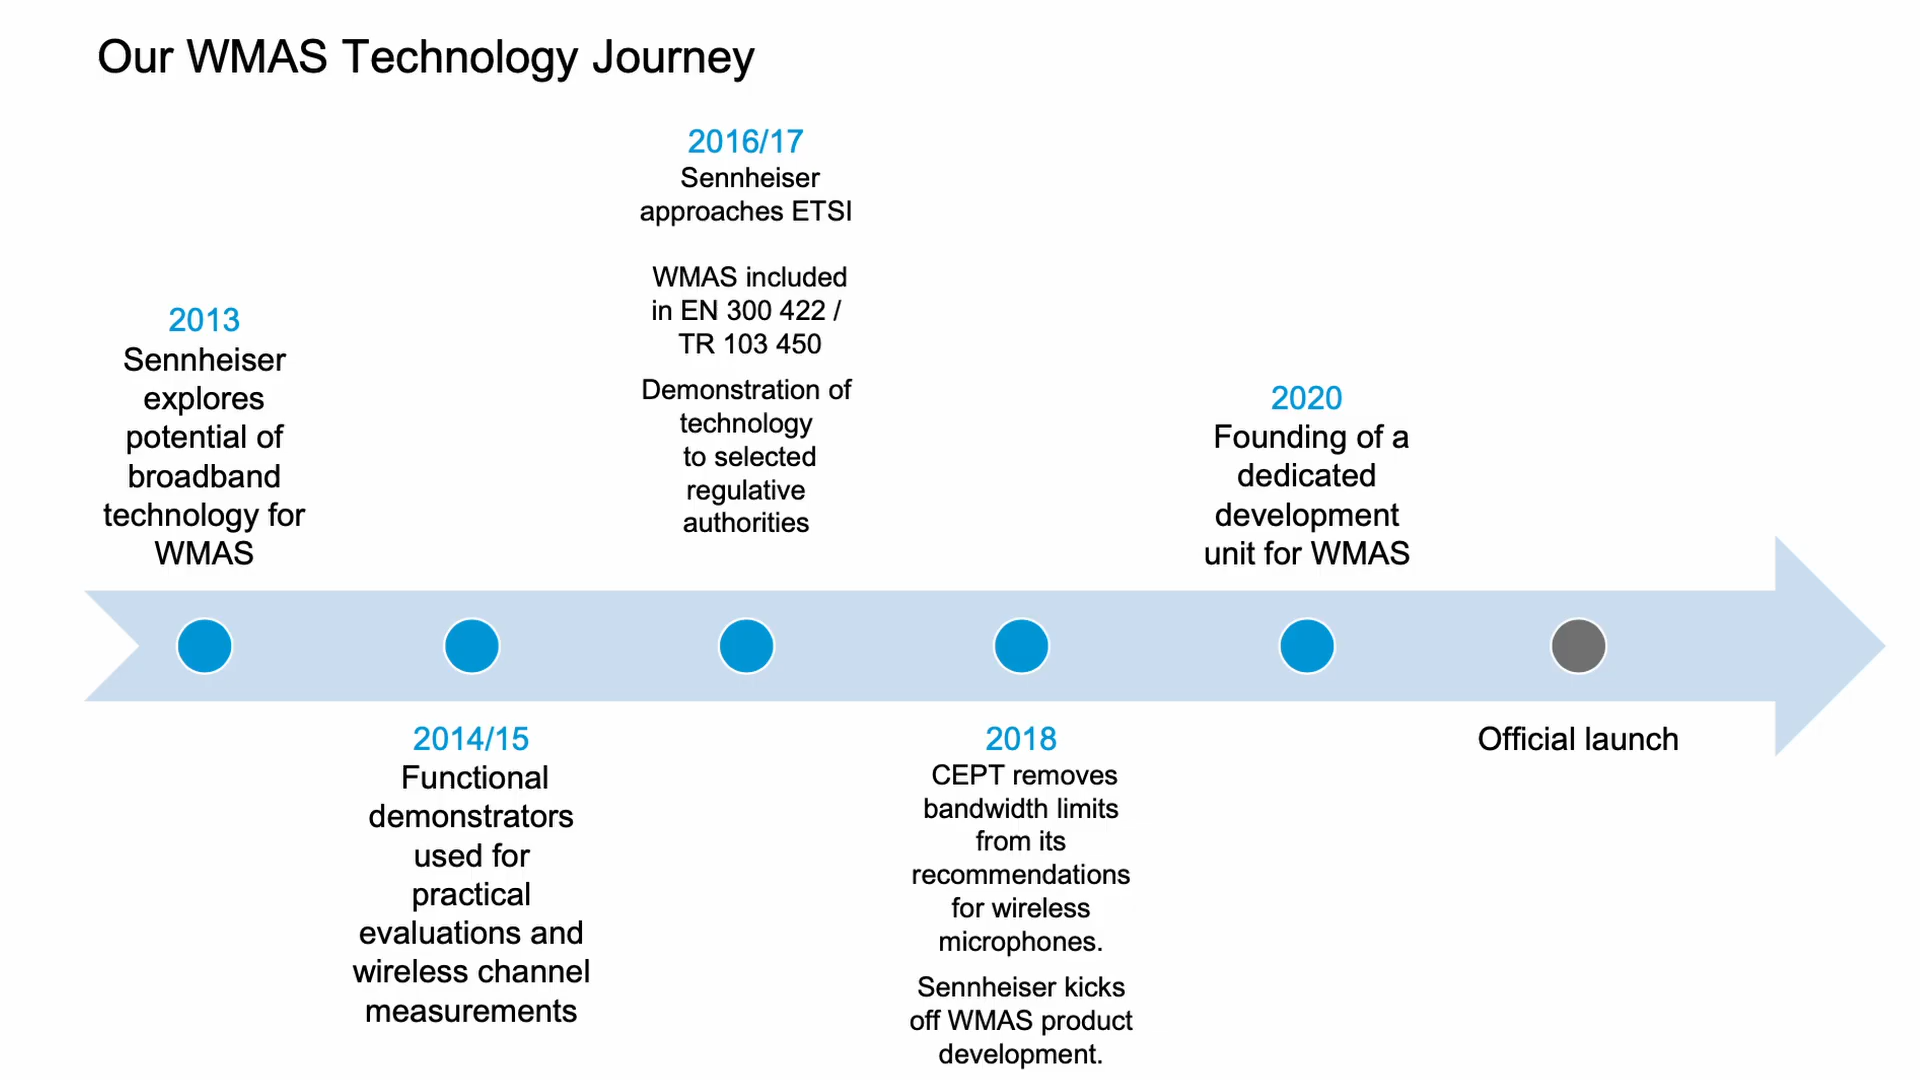 Our WMAS Technology Journey
2013
Sennheiser
explores
potential of
broadband
technology for
WMAS
2014/15
Functional
demonstrators
used for
practical
evaluations and
wireless channel
measurements
2016/17
Sennheiser
approaches ETSI
WMAS included
in EN 300 422 /
TR 103 450
Demonstration of
technology
to selected
regulative
authorities
2018
CEPT removes
bandwidth limits
from its
recommendations
for wireless
microphones.
Sennheiser kicks
off WMAS product
development.
2020
Founding of a
dedicated
development
unit for WMAS
Official launch